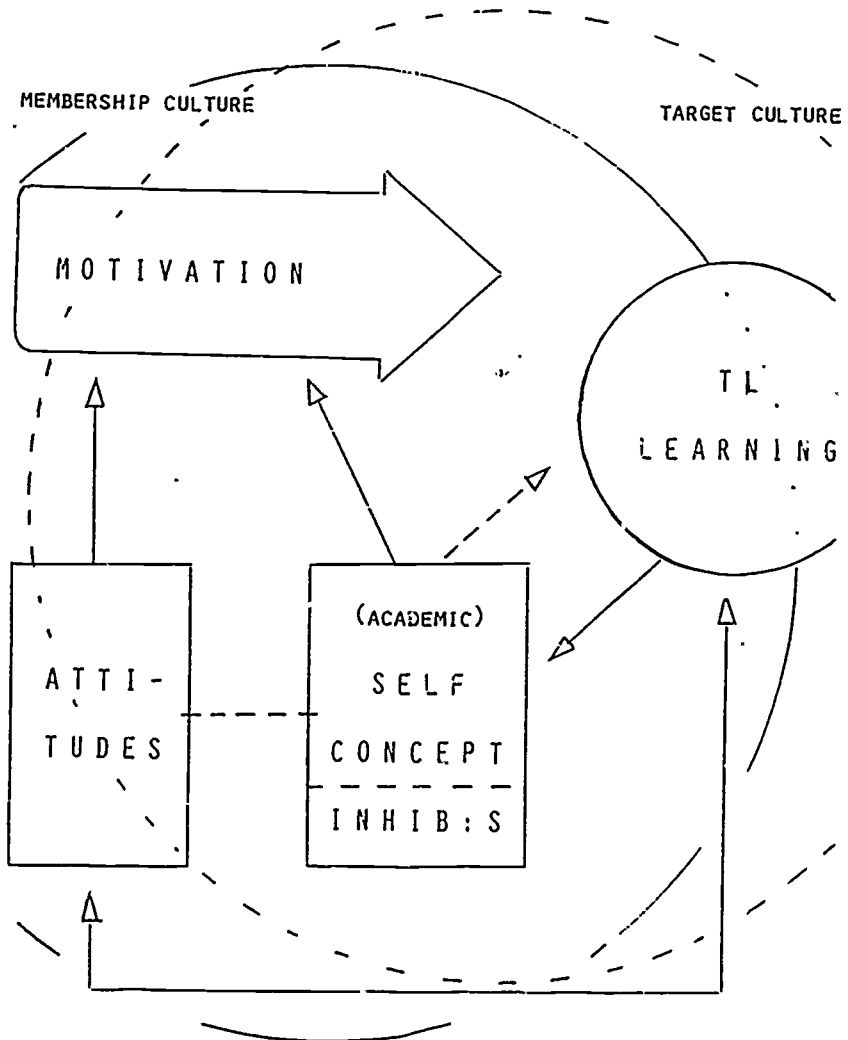 MEMBERSHIP CULTURE
TARGET CULTURE
MOTIVATION
TL
LEARNING
(ACADEMIC)
SELF
CONCEPT
INHIB:S
ATTI-
TUDES